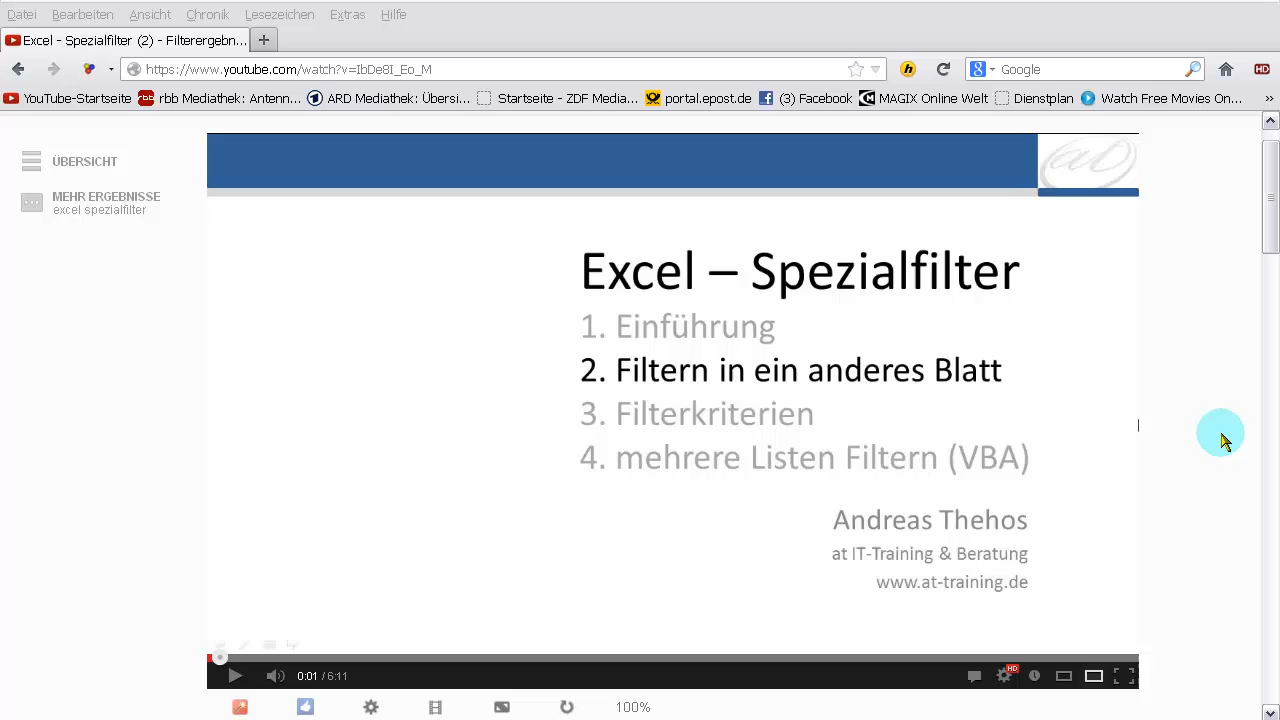 Datei Bearbeiten Ansicht Chronik Lesezeichen Extras Hilfe
Excel - Spezialfilter (2) - Filterergebn... +
https://www.youtube.com/watch?v=IbDe8I_Eo_M Google HD
YouTube-Startseite rbb Mediathek: Antenn... ARD Mediathek: Übersi... Startseite - ZDF Media... portal.epost.de (3) Facebook MAGIX Online Welt Dienstplan Watch Free Movies On... »
ÜBERSICHT
MEHR ERGEBNISSE
excel spezialfilter
Excel – Spezialfilter
1. Einführung
2. Filtern in ein anderes Blatt
3. Filterkriterien
4. mehrere Listen Filtern (VBA)
Andreas Thehos
at IT-Training & Beratung
www.at-training.de
0:01 / 6:11 HD
100%